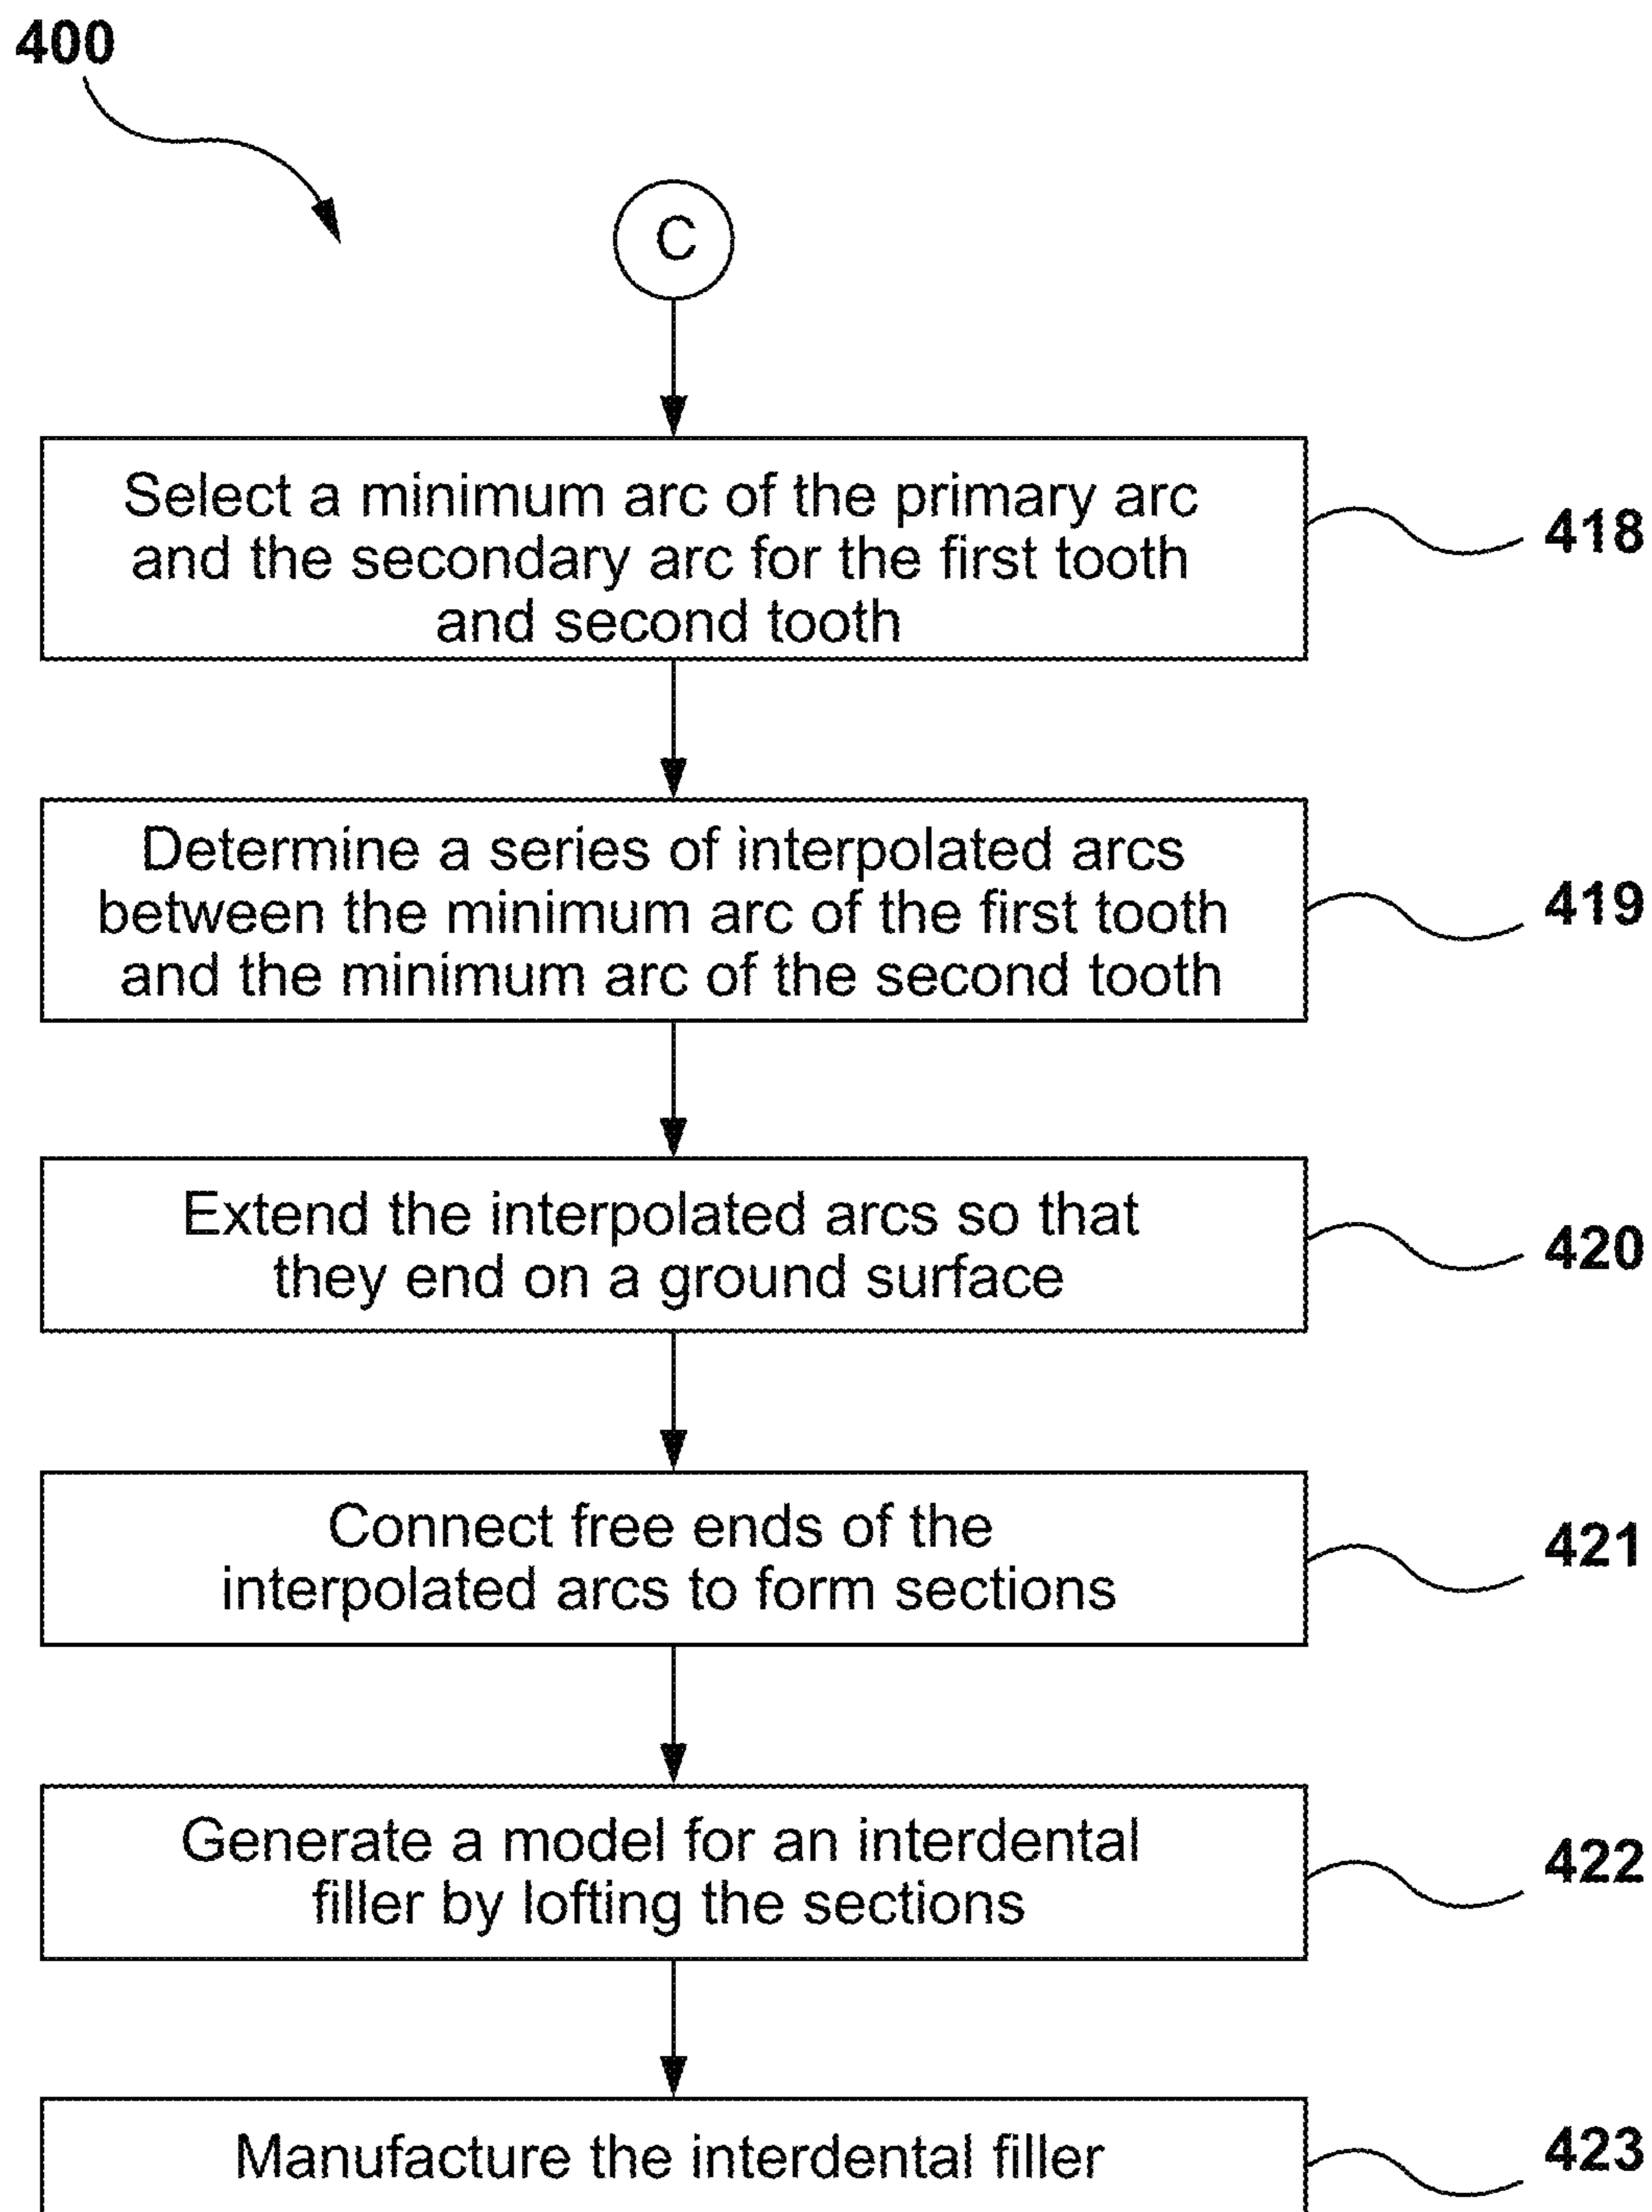 400
C
Select a minimum arc of the primary arc
and the secondary arc for the first tooth
and second tooth
418
Determine a series of interpolated arcs
between the minimum arc of the first tooth
and the minimum arc of the second tooth
419
Extend the interpolated arcs so that
they end on a ground surface
420
Connect free ends of the
interpolated arcs to form sections
421
Generate a model for an interdental
filler by lofting the sections
422
Manufacture the interdental filler
423